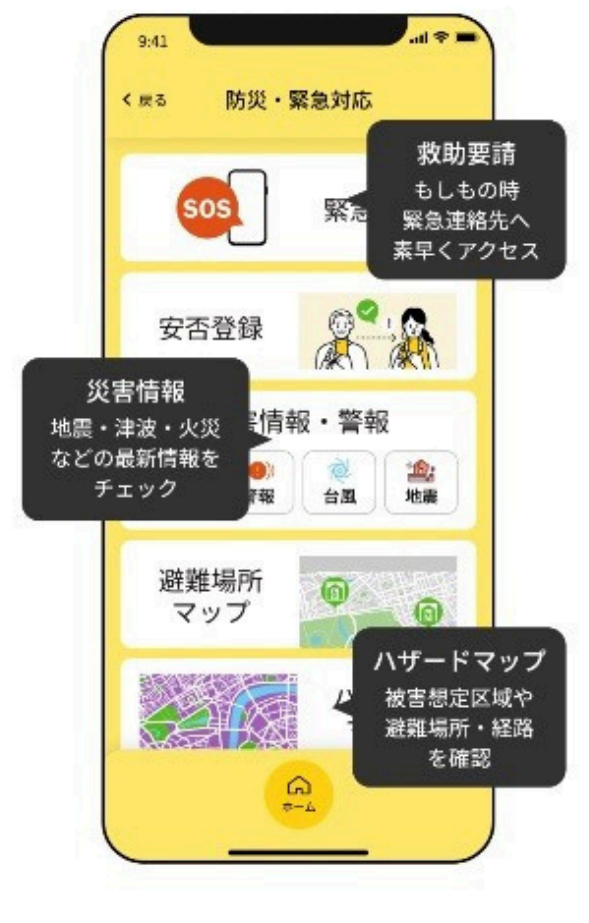 9:41
戻る
防災・緊急対応
救助要請
もしもの時
緊急連絡先へ
素早くアクセス
SOS
緊急
安否登録
災害情報
地震・津波・火災
などの最新情報を
チェック
情報・警報
報
台風
地震
避難場所
マップ
ハザードマップ
被害想定区域や
避難場所・経路
を確認
ホーム